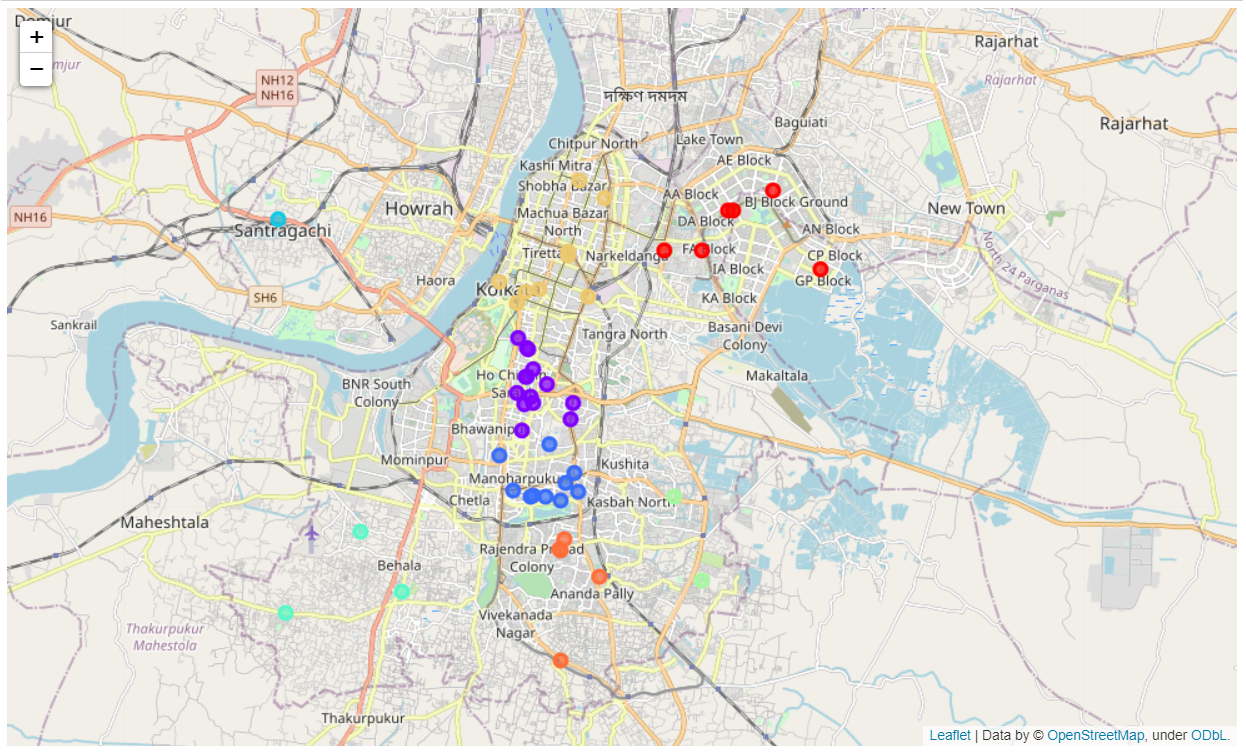 Domjur
+
−
Domjur
NH12
NH16
Rajarhat
Rajarhat
Rajarhat
দক্ষিণ দমদম
Baguiati
Chitpur North
Lake Town
AE Block
Kashi Mitra
Shobha Bazar
AA Block
BJ Block Ground
Howrah
Machua Bazar
North
New Town
NH16
Santragachi
DA Block
AN Block
Tiretta
Narkeldanga
FA Block
CP Block
IA Block
GP Block
North 24 Parganas
Haora
Kolkata
SH6
KA Block
Sankrail
Tangra North
Basani Devi
Colony
Makaltala
BNR South
Colony
Bhawanipur
Mominpur
Kushita
Chetla
Kasbah North
Maheshtala
Rajendra Prasad
Colony
Behala
Ananda Pally
Vivekanada
Nagar
Thakurpukur
Mahestola
Thakurpukur
Leaflet | Data by © OpenStreetMap, under ODbL.